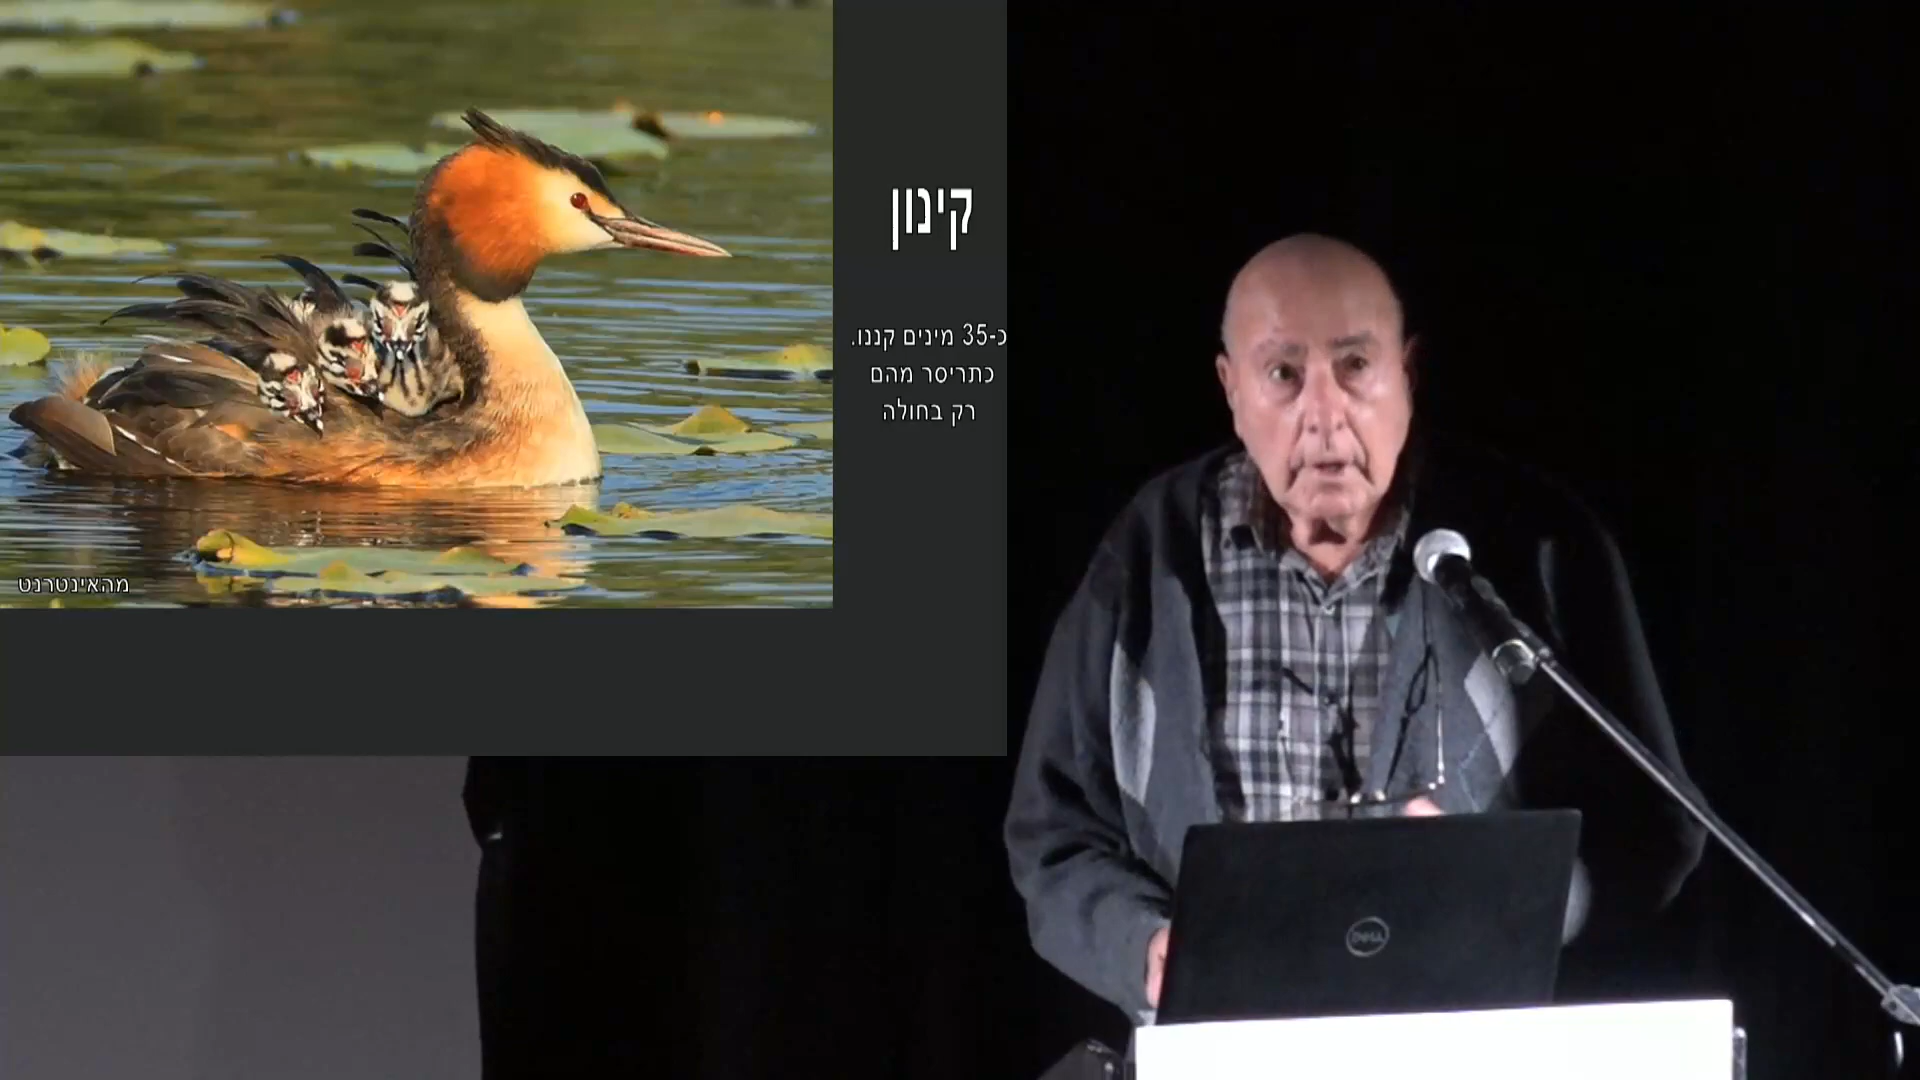 קינון
כ-35 מינים קננו.
כתריסר מהם
רק בחולה
מהאינטרנט
DELL